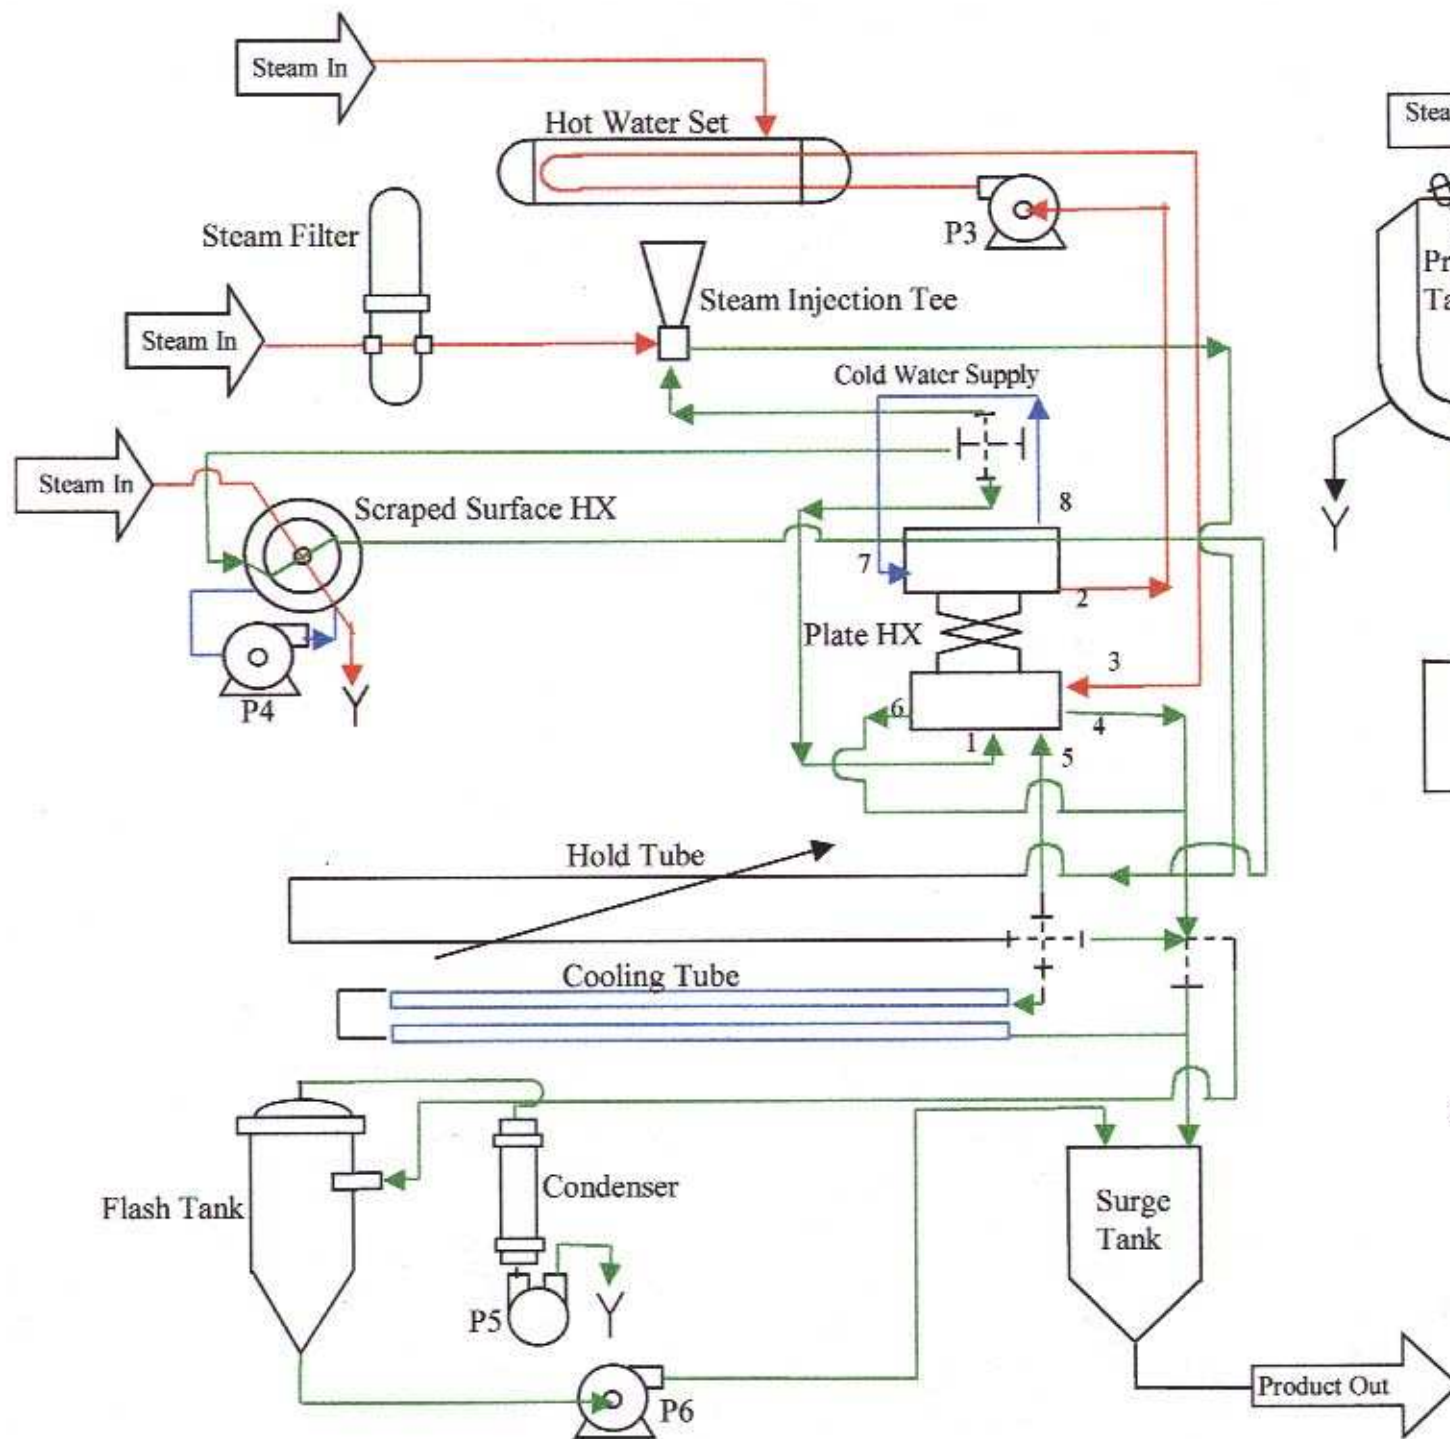 Steam In
Hot Water Set
Steam Filter
P3
Steam Injection Tee
Steam In
Cold Water Supply
Steam In
Scraped Surface HX
8
7
2
Plate HX
3
P4
6
4
1
5
Hold Tube
Cooling Tube
Flash Tank
Condenser
Surge
Tank
P5
P6
Product Out